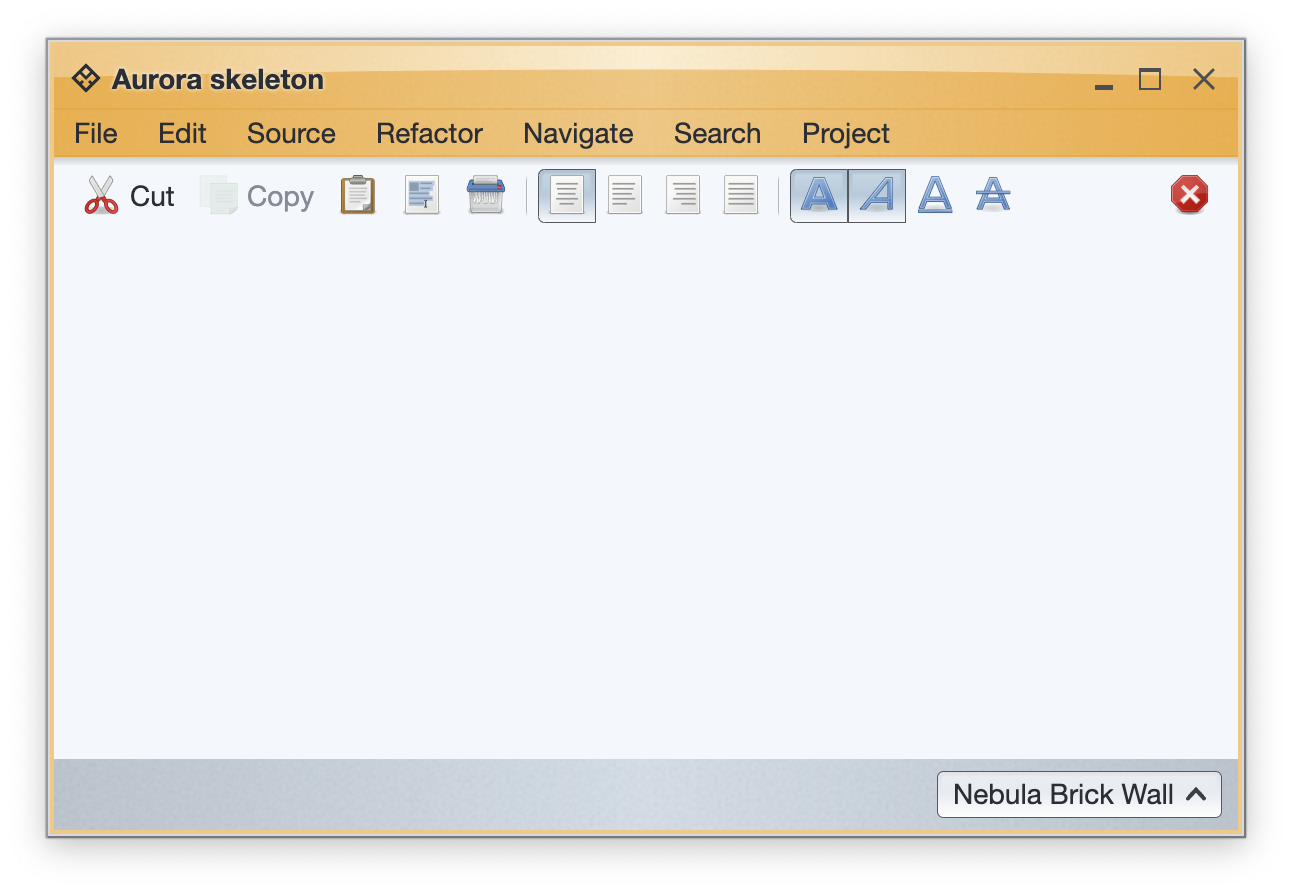 Aurora skeleton
File Edit Source Refactor Navigate Search Project
Cut Copy
Nebula Brick Wall